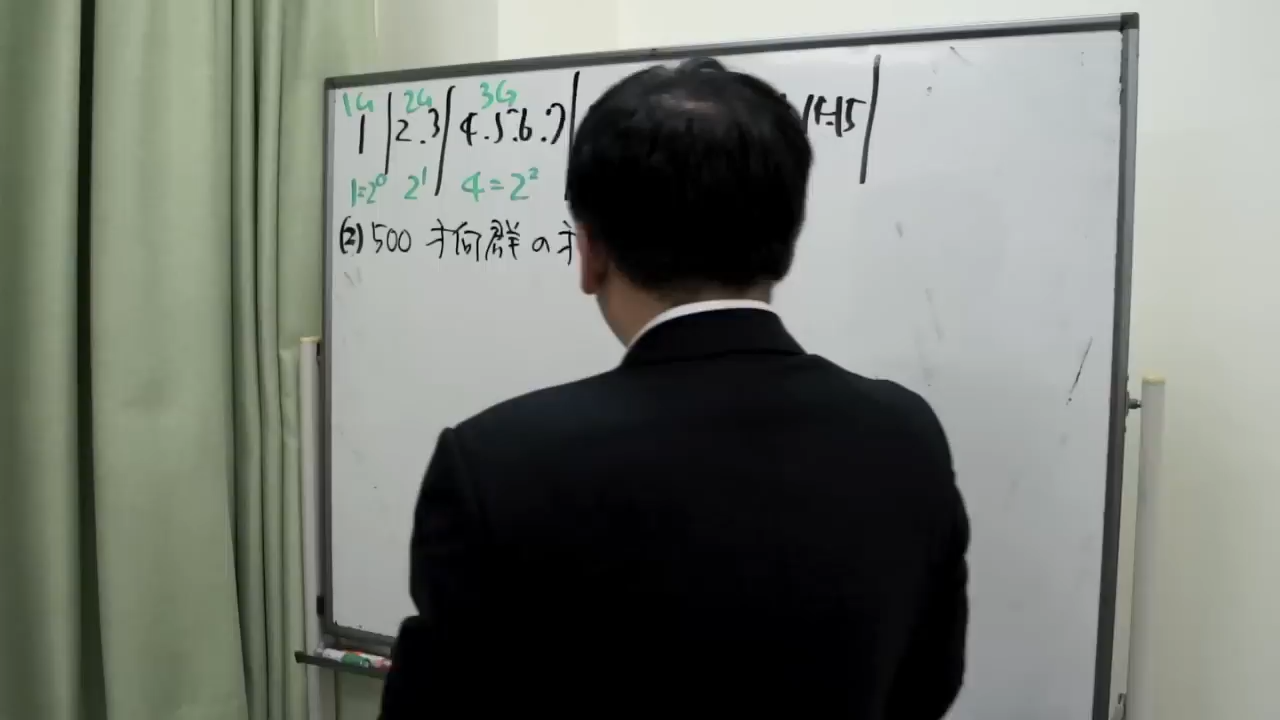 1G 2G 3G
1 | 2.3 | 4.5.6.7 | 15 |
1=2⁰ 2¹ 4=2²
(2) 500 才何群の才